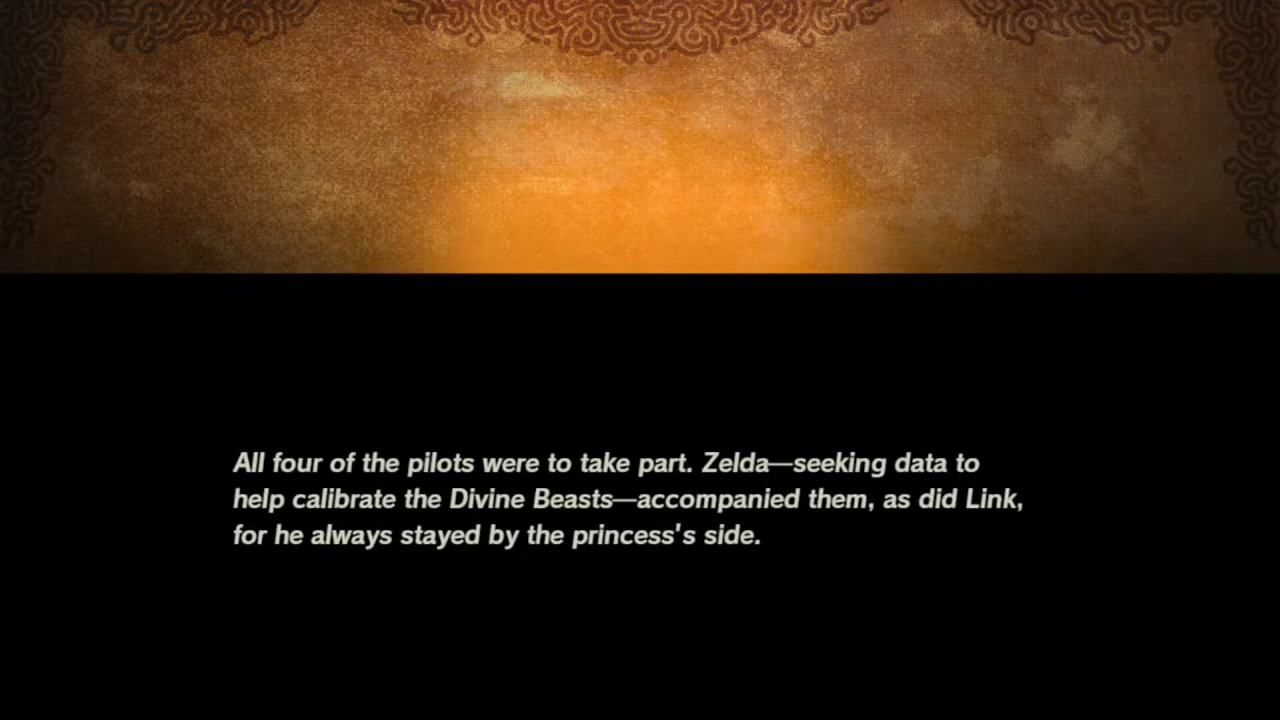 All four of the pilots were to take part. Zelda—seeking data to
help calibrate the Divine Beasts—accompanied them, as did Link,
for he always stayed by the princess's side.